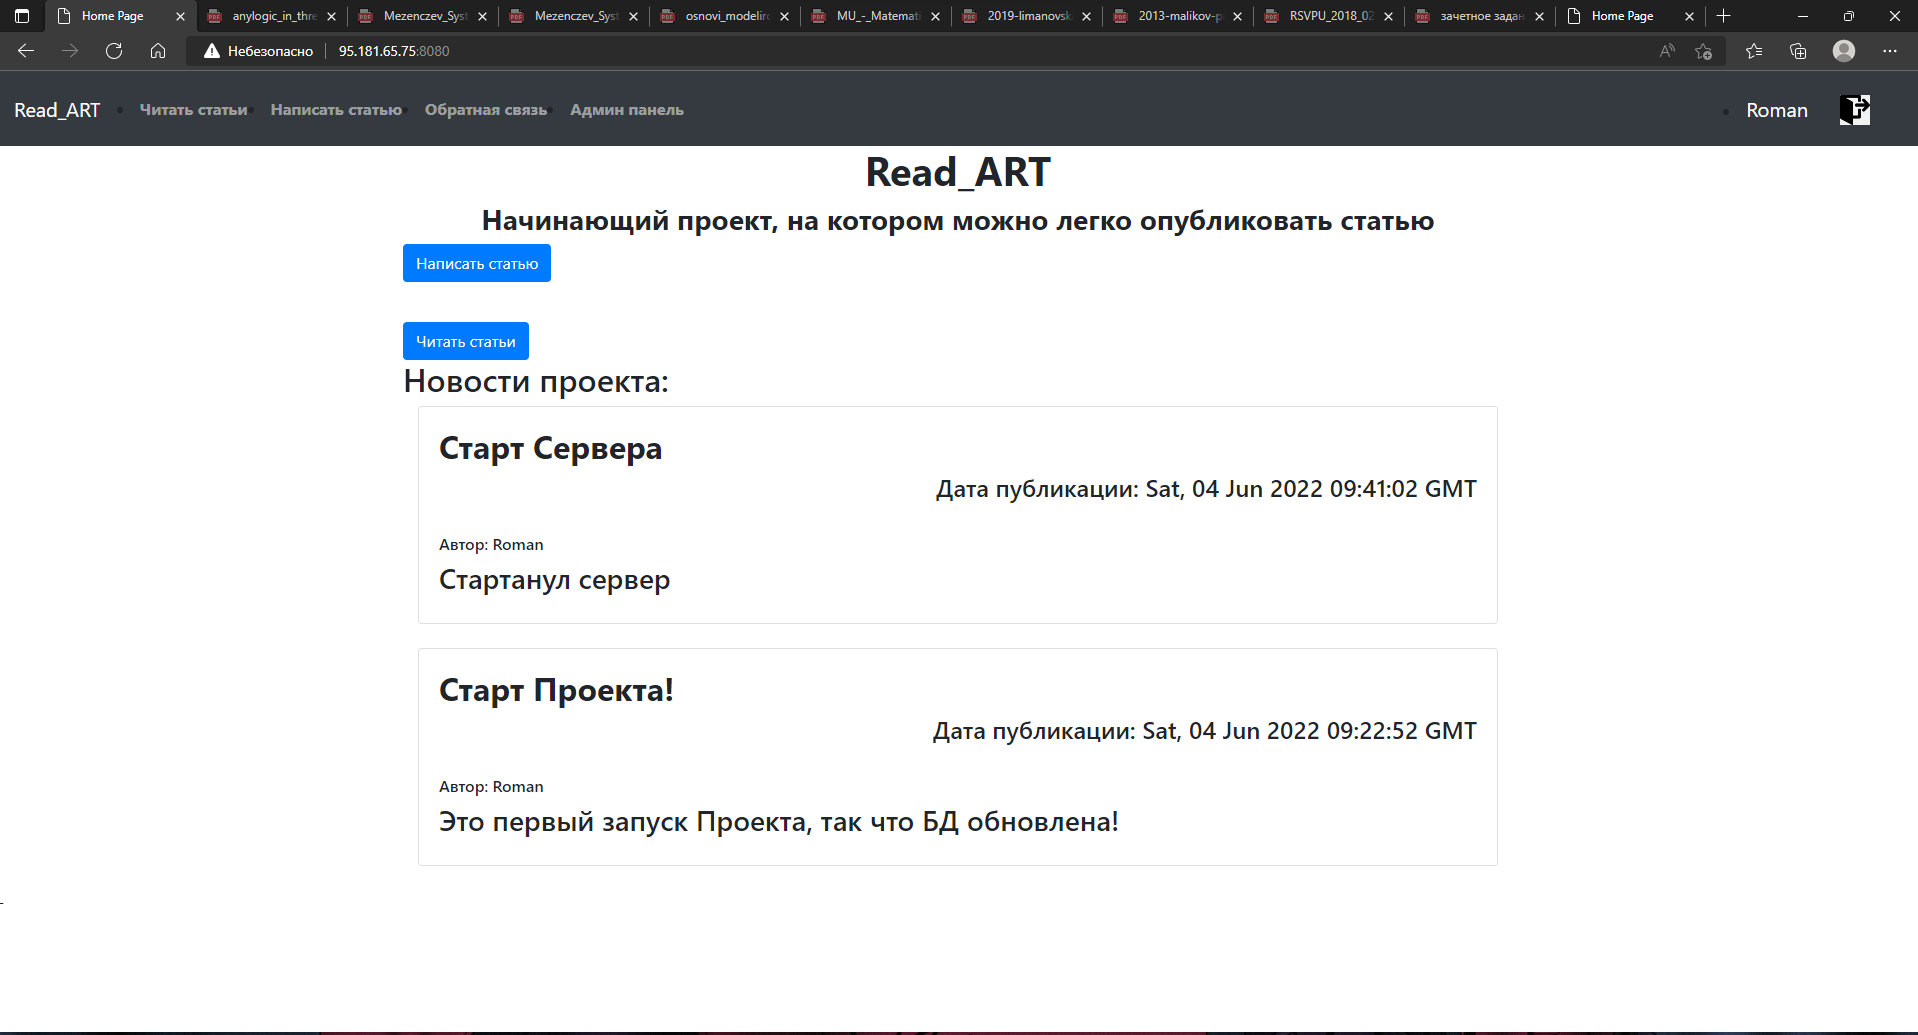 Home Page
anylogic_in_thre
Mezenczev_Syst
Mezenczev_Syst
osnovi_modelirc
MU_-_Matemati
2019-limanovsk
2013-malikov-p
RSVPU_2018_02
зачетное задан
Home Page
Небезопасно
95.181.65.75:8080
Read_ART
Читать статьи
Написать статью
Обратная связь
Админ панель
Roman
Read_ART
Начинающий проект, на котором можно легко опубликовать статью
Написать статью
Читать статьи
Новости проекта:
Старт Сервера
Дата публикации: Sat, 04 Jun 2022 09:41:02 GMT
Автор: Roman
Стартанул сервер
Старт Проекта!
Дата публикации: Sat, 04 Jun 2022 09:22:52 GMT
Автор: Roman
Это первый запуск Проекта, так что БД обновлена!